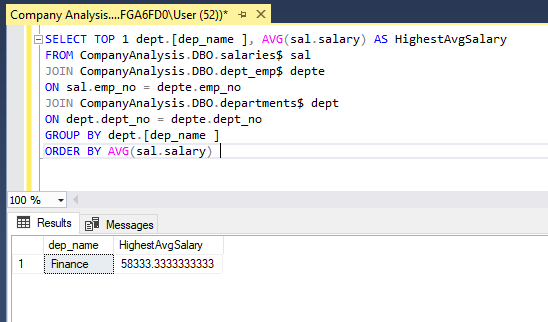 Company Analysis....FGA6FD0\User (52))*
SELECT TOP 1 dept.[dep_name ], AVG(sal.salary) AS HighestAvgSalary
FROM CompanyAnalysis.DBO.salaries$ sal
JOIN CompanyAnalysis.DBO.dept_emp$ depte
ON sal.emp_no = depte.emp_no
JOIN CompanyAnalysis.DBO.departments$ dept
ON dept.dept_no = depte.dept_no
GROUP BY dept.[dep_name ]
ORDER BY AVG(sal.salary)
100 %
Results Messages
dep_name HighestAvgSalary
1 Finance 58333.3333333333